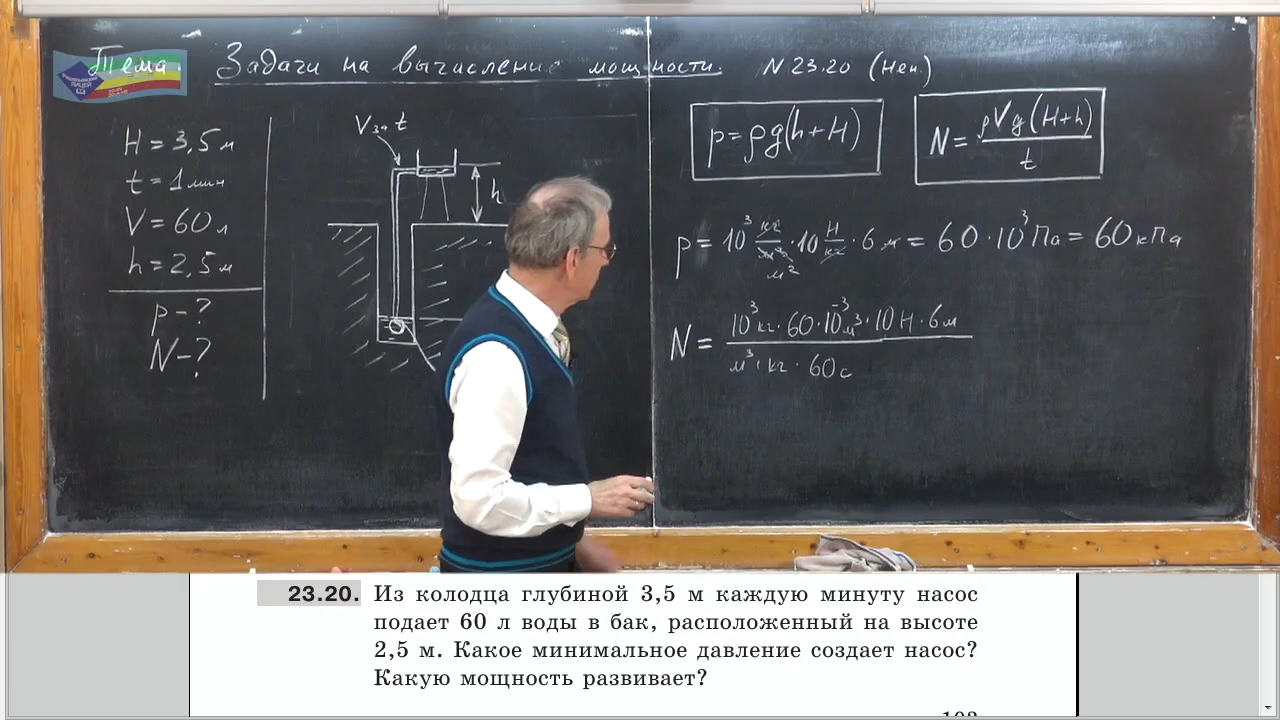 Тема. Задачи на вычисление мощности. N 23.20 (Нен.)
H = 3,5 м
t = 1 мин
V = 60 л
h = 2,5 м
p - ?
N - ?
V за t
h
p = ρg(h + H)
N = ρVg(H+h) / t
p = 10³ кг/м³ · 10 Н/кг · 6 м = 60 · 10³ Па = 60 кПа
м²
N = 10³ кг · 60 · 10⁻³ м³ · 10 Н · 6 м
м³ · кг · 60 с
23.20. Из колодца глубиной 3,5 м каждую минуту насос
подает 60 л воды в бак, расположенный на высоте
2,5 м. Какое минимальное давление создает насос?
Какую мощность развивает?